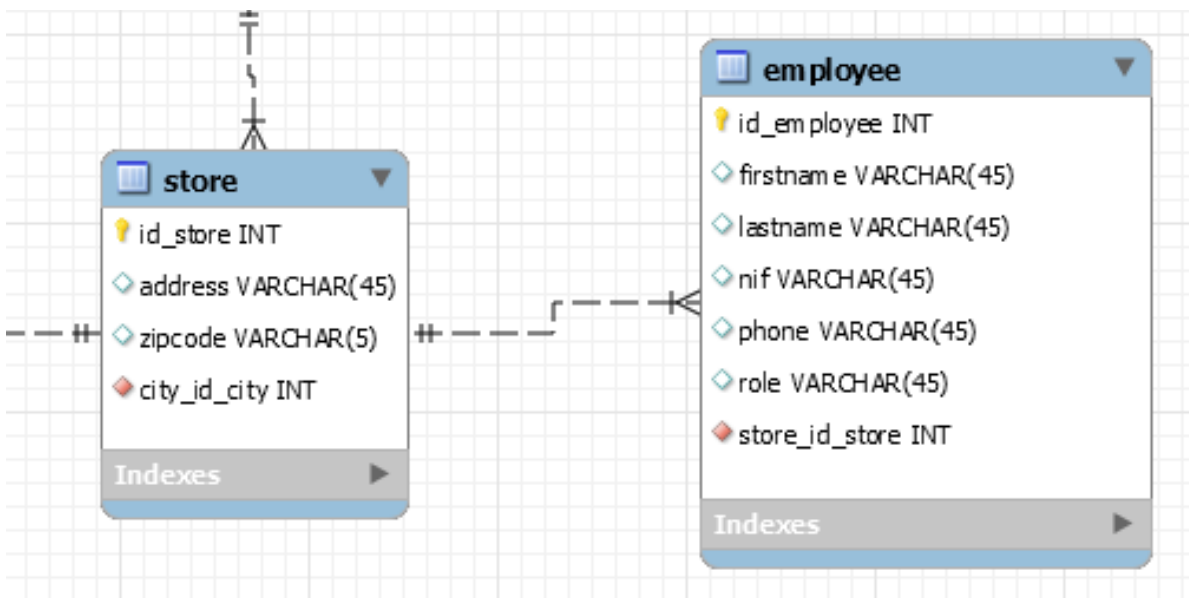 store
id_store INT
address VARCHAR(45)
zipcode VARCHAR(5)
city_id_city INT
Indexes
employee
id_employee INT
firstname VARCHAR(45)
lastname VARCHAR(45)
nif VARCHAR(45)
phone VARCHAR(45)
role VARCHAR(45)
store_id_store INT
Indexes